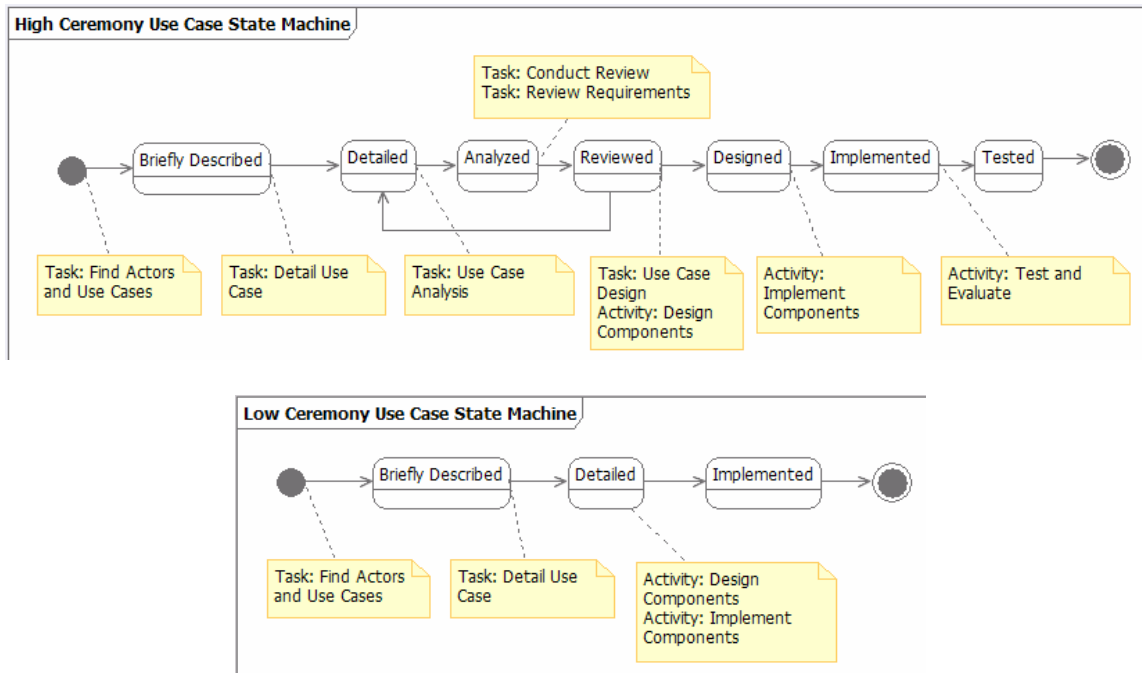 High Ceremony Use Case State Machine
Task: Conduct Review
Task: Review Requirements
Briefly Described
Detailed
Analyzed
Reviewed
Designed
Implemented
Tested
Task: Find Actors
and Use Cases
Task: Detail Use
Case
Task: Use Case
Analysis
Task: Use Case
Design
Activity: Design
Components
Activity:
Implement
Components
Activity: Test and
Evaluate
Low Ceremony Use Case State Machine
Briefly Described
Detailed
Implemented
Task: Find Actors
and Use Cases
Task: Detail Use
Case
Activity: Design
Components
Activity: Implement
Components